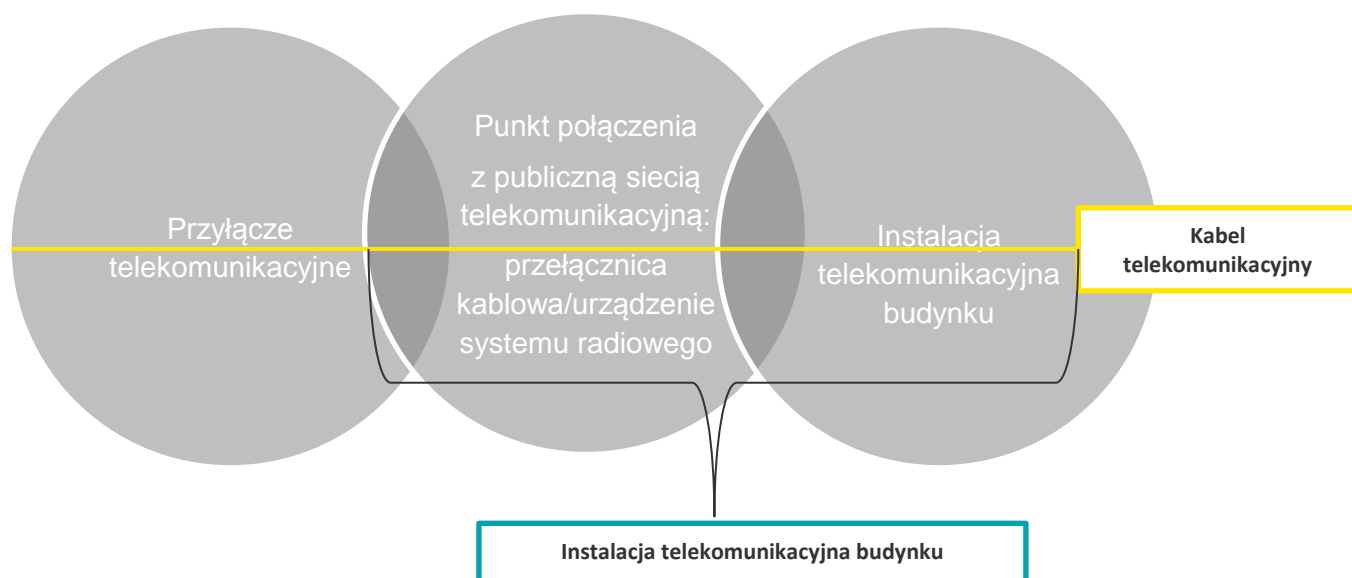 Przyłącze
telekomunikacyjne
Punkt połączenia
z publiczną siecią
telekomunikacyjną:
przełącznica
kablowa/urządzenie
systemu radiowego
Instalacja
telekomunikacyjna
budynku
Kabel
telekomunikacyjny
Instalacja telekomunikacyjna budynku